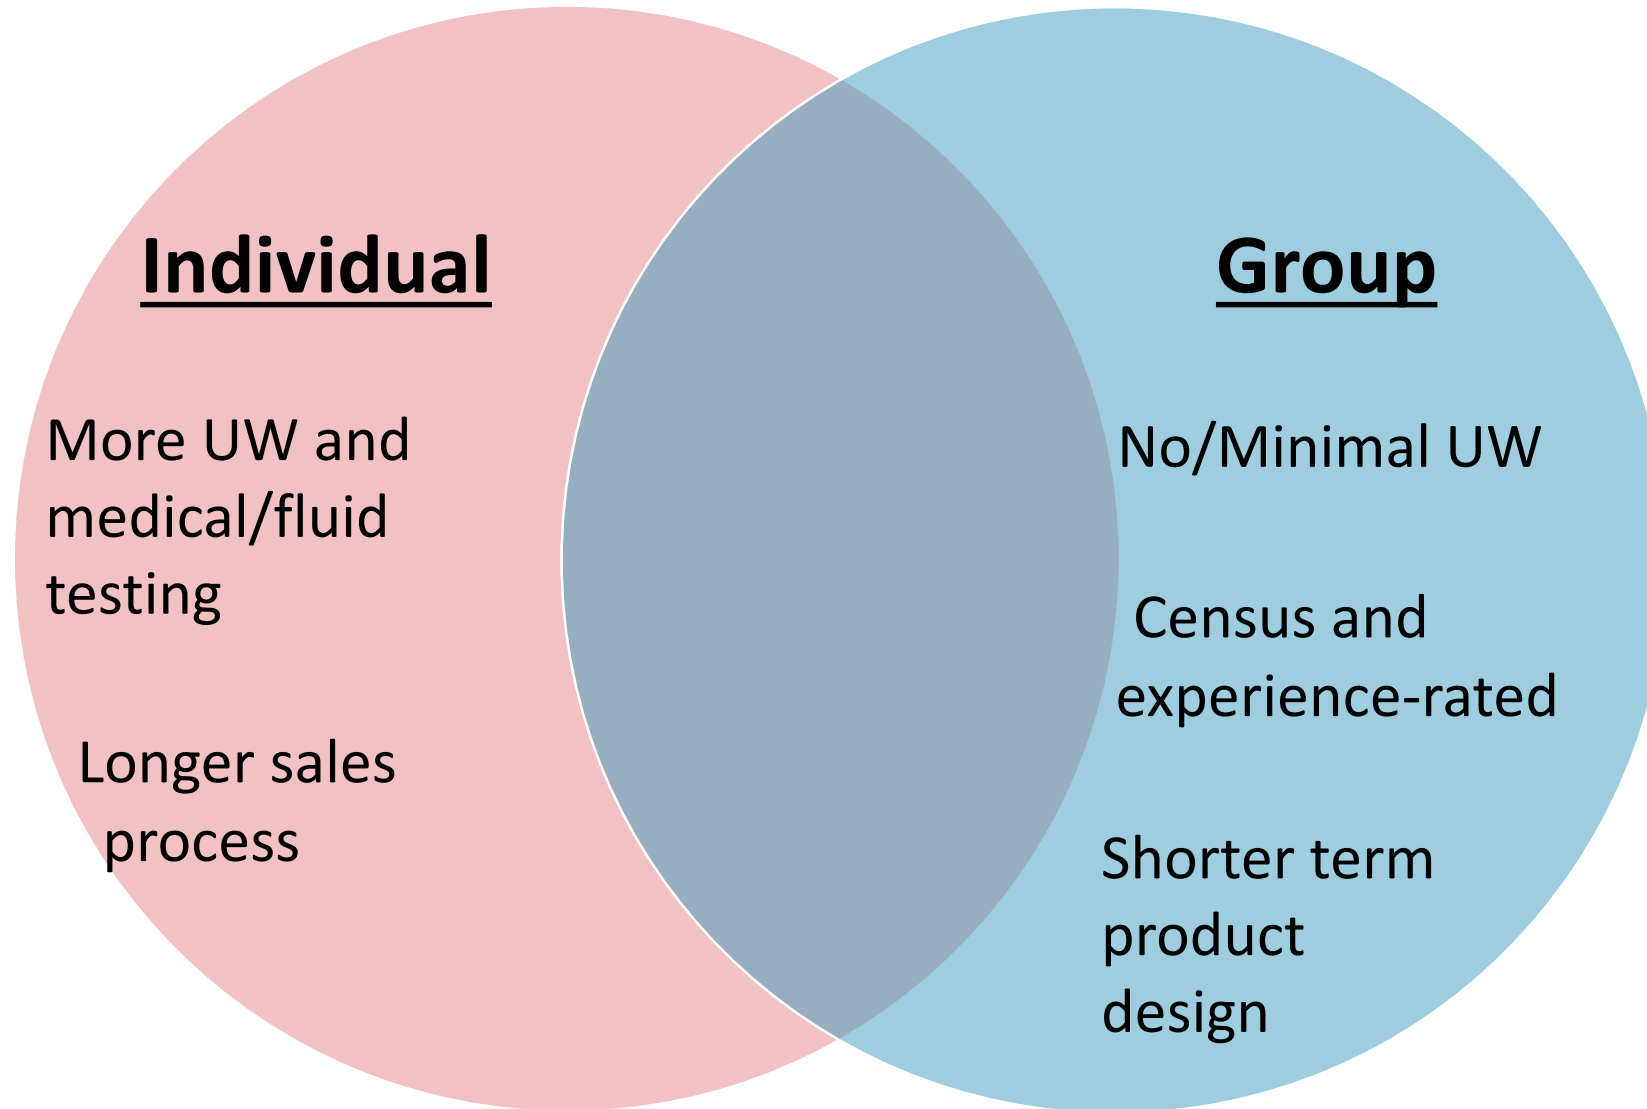 Individual
More UW and
medical/fluid
testing
Longer sales
process
Group
No/Minimal UW
Census and
experience-rated
Shorter term
product
design